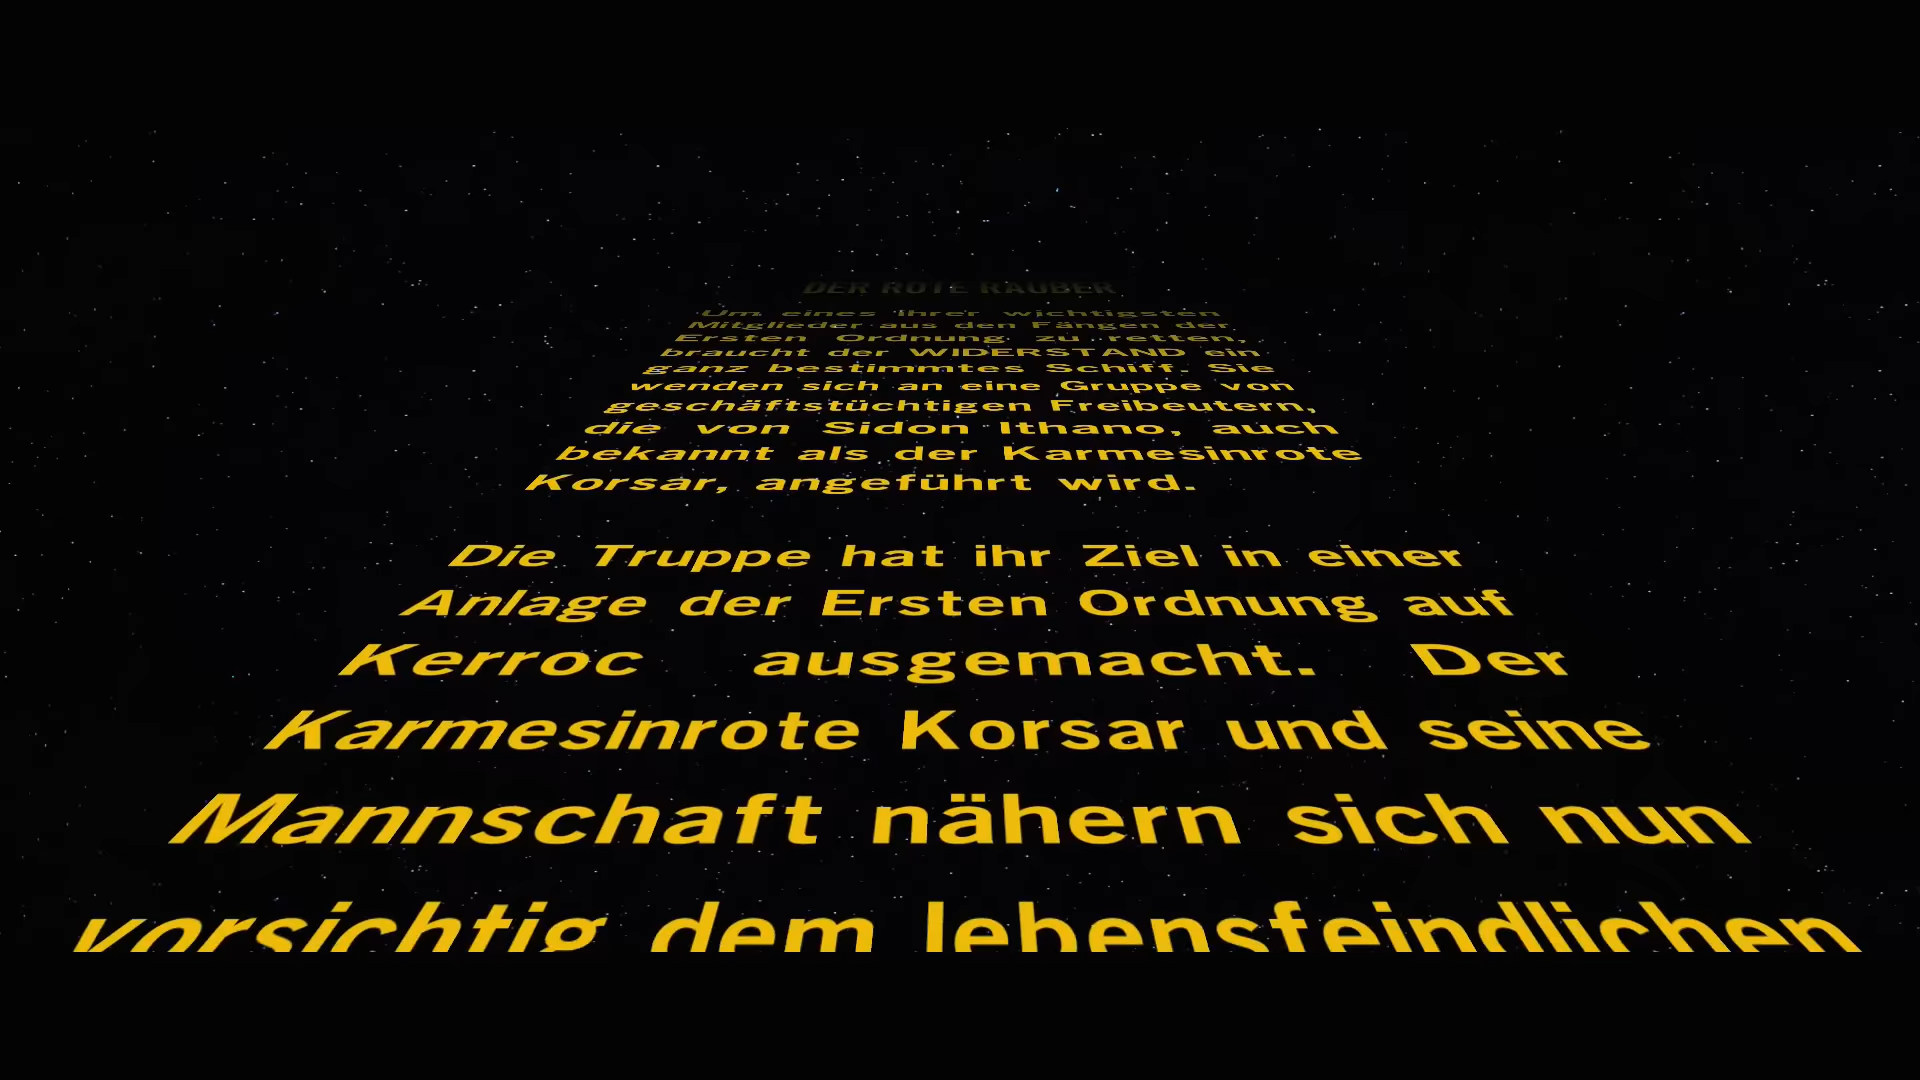 DER ROTE RÄUBER
Um eines ihrer wichtigsten
Mitglieder aus den Fängen der
Ersten Ordnung zu retten,
braucht der WIDERSTAND ein
ganz bestimmtes Schiff. Sie
wenden sich an eine Gruppe von
geschäftstüchtigen Freibeutern,
die von Sidon Ithano, auch
bekannt als der Karmesinrote
Korsar, angeführt wird.
Die Truppe hat ihr Ziel in einer
Anlage der Ersten Ordnung auf
Kerroc ausgemacht. Der
Karmesinrote Korsar und seine
Mannschaft nähern sich nun
vorsichtig dem lebensfeindlichen